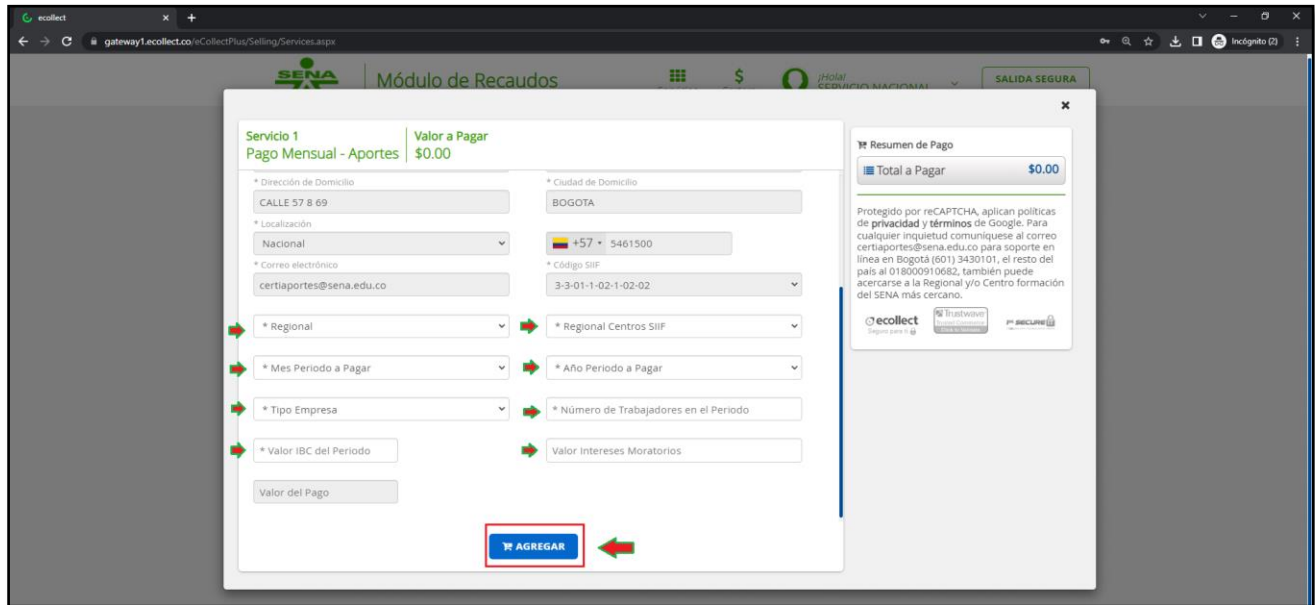 ecollect
gateway1.ecollect.co/eCollectPlus/Selling/Services.aspx
Incógnito (2)
SENA
Módulo de Recaudos
$
¡Hola!
SERVICIO NACIONAL
SALIDA SEGURA
Servicio 1
Pago Mensual - Aportes
Valor a Pagar
$0.00
* Dirección de Domicilio
* Ciudad de Domicilio
CALLE 57 8 69
BOGOTA
* Localización
Nacional
+57
5461500
* Correo electrónico
* Código SIIF
certiaportes@sena.edu.co
3-3-01-1-02-1-02-02
* Regional
* Regional Centros SIIF
* Mes Periodo a Pagar
* Año Periodo a Pagar
* Tipo Empresa
* Número de Trabajadores en el Periodo
* Valor IBC del Periodo
Valor Intereses Moratorios
Valor del Pago
AGREGAR
Resumen de Pago
Total a Pagar
$0.00
Protegido por reCAPTCHA, aplican políticas
de privacidad y términos de Google. Para
cualquier inquietud comuníquese al correo
certiaportes@sena.edu.co para soporte en
línea en Bogotá (601) 3430101, el resto del
país al 018000910682, también puede
acercarse a la Regional y/o Centro formación
del SENA más cercano.
ecollect
Trustwave
SECURE